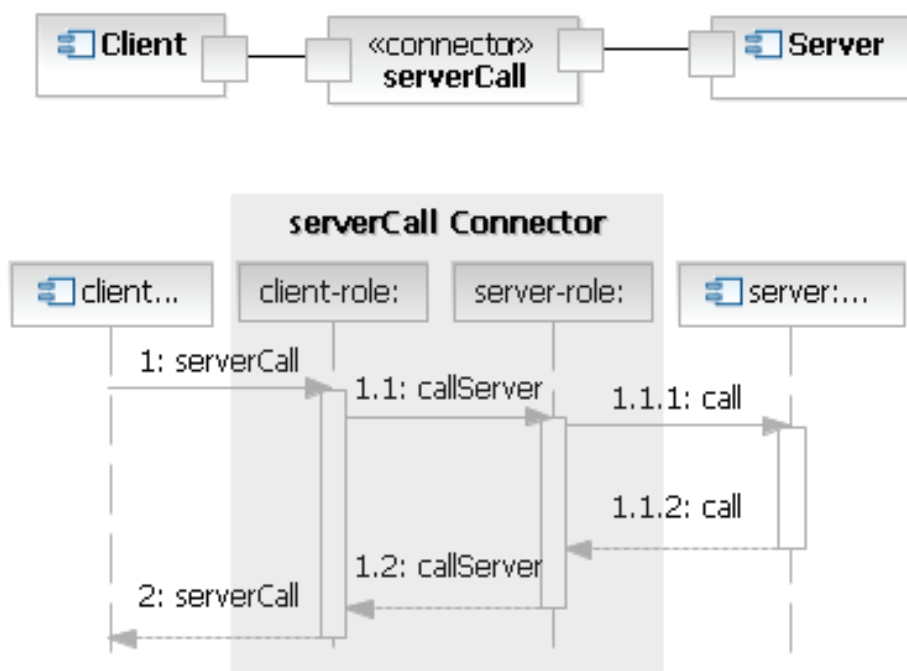 Client
«connector»
serverCall
Server
serverCall Connector
client...
client-role:
server-role:
server:...
1: serverCall
1.1: callServer
1.1.1: call
1.1.2: call
1.2: callServer
2: serverCall